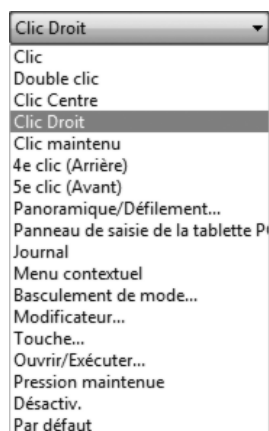 Clic Droit
Clic
Double clic
Clic Centre
Clic Droit
Clic maintenu
4e clic (Arrière)
5e clic (Avant)
Panoramique/Défilement...
Panneau de saisie de la tablette P
Journal
Menu contextuel
Basculement de mode...
Modificateur...
Touche...
Ouvrir/Exécuter...
Pression maintenue
Désactiv.
Par défaut